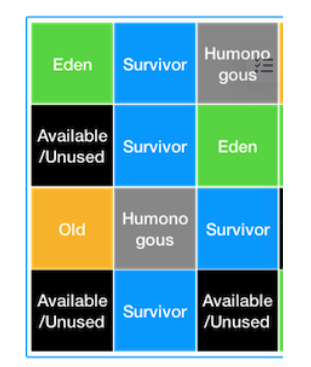 Eden
Survivor
Humono
gous
Available
/Unused
Survivor
Eden
Old
Humono
gous
Survivor
Available
/Unused
Survivor
Available
/Unused